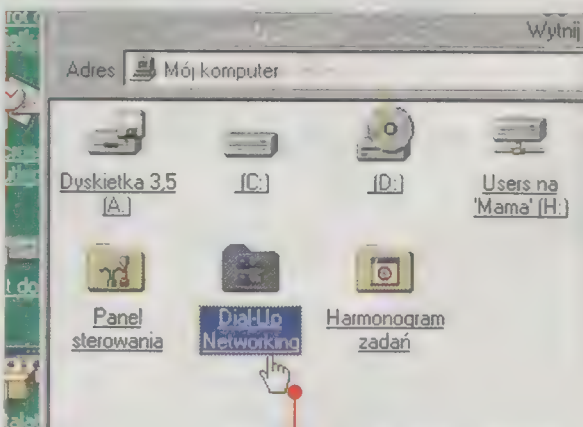 Wytnij
Adres Mój komputer
Dyskietka 3,5
(A:)
(C:)
(D:)
Users na
'Mama' (H:)
Panel
sterowania
Dial-Up
Networking
Harmonogram
zadań